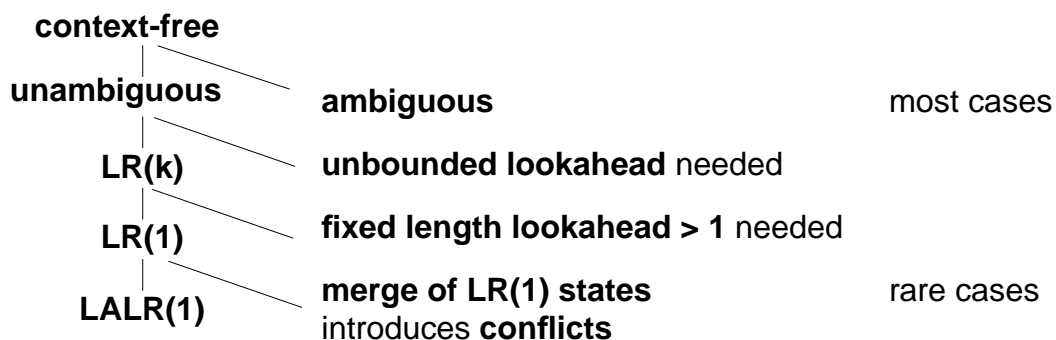 context-free
unambiguous
ambiguous most cases
LR(k) unbounded lookahead needed
LR(1) fixed length lookahead > 1 needed
LALR(1) merge of LR(1) states rare cases
introduces conflicts